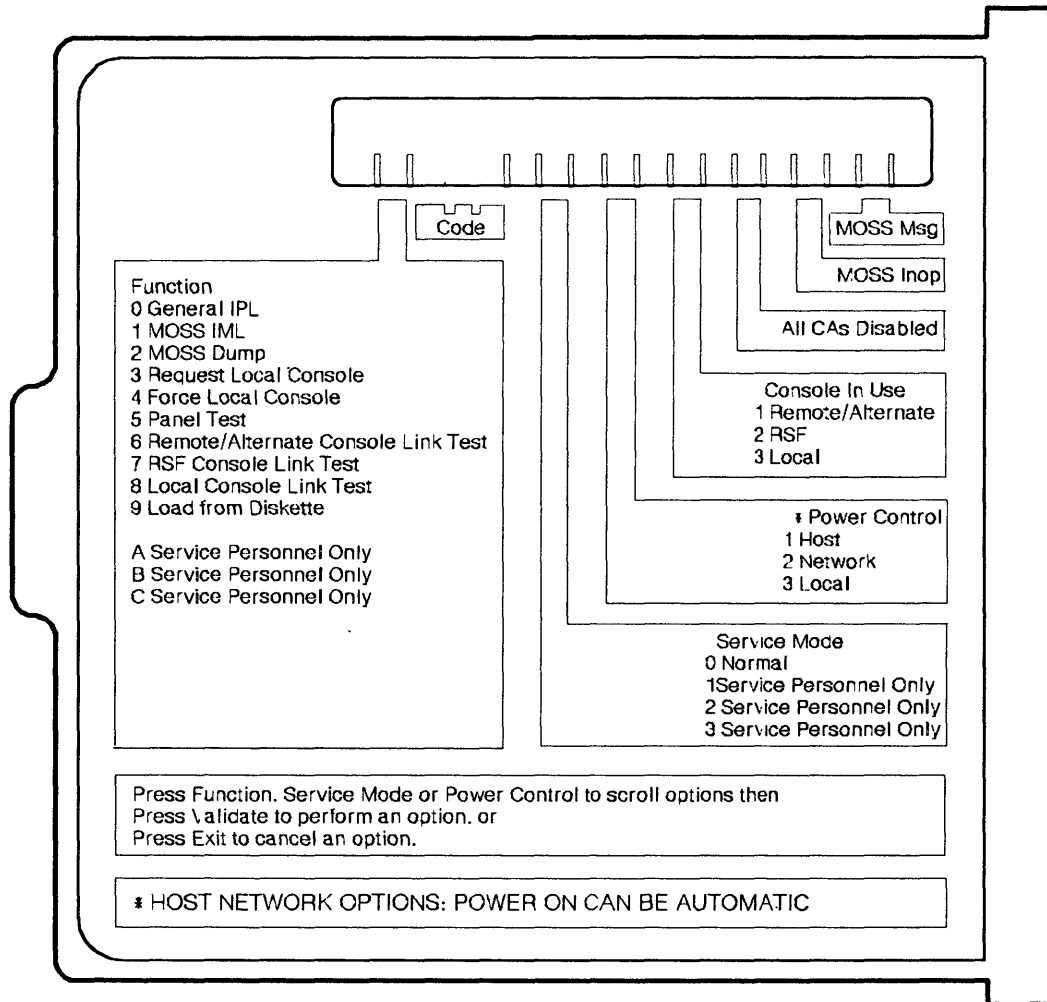 Code
MOSS Msg
MOSS Inop
All CAs Disabled
Function
0 General IPL
1 MOSS IML
2 MOSS Dump
3 Request Local Console
4 Force Local Console
5 Panel Test
6 Remote/Alternate Console Link Test
7 RSF Console Link Test
8 Local Console Link Test
9 Load from Diskette
A Service Personnel Only
B Service Personnel Only
C Service Personnel Only
Console In Use
1 Remote/Alternate
2 RSF
3 Local
* Power Control
1 Host
2 Network
3 Local
Service Mode
0 Normal
1Service Personnel Only
2 Service Personnel Only
3 Service Personnel Only
Press Function. Service Mode or Power Control to scroll options then
Press Validate to perform an option. or
Press Exit to cancel an option.
* HOST NETWORK OPTIONS: POWER ON CAN BE AUTOMATIC